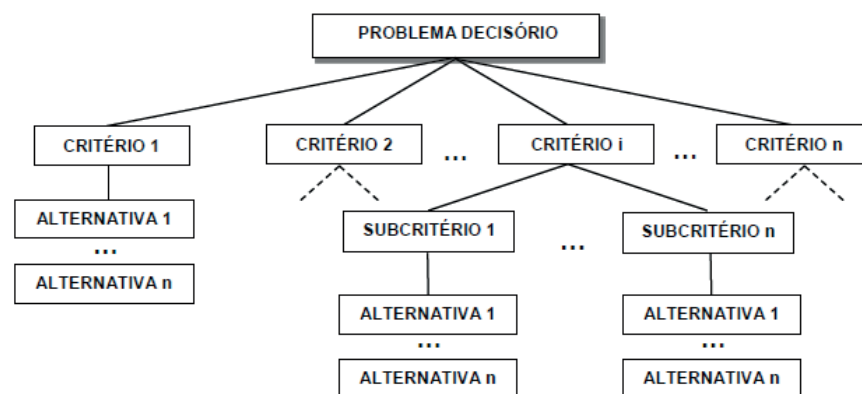 PROBLEMA DECISÓRIO
CRITÉRIO 1
CRITÉRIO 2
...
CRITÉRIO i
...
CRITÉRIO n
ALTERNATIVA 1
...
ALTERNATIVA n
SUBCRITÉRIO 1
...
SUBCRITÉRIO n
ALTERNATIVA 1
...
ALTERNATIVA n
ALTERNATIVA 1
...
ALTERNATIVA n